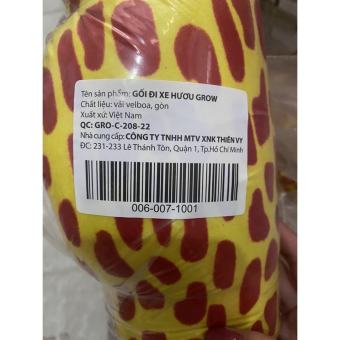 Tên sản phẩm: GỐI ĐI XE HƯƠU GROW
Chất liệu: vải velboa, gòn
Xuất xứ: Việt Nam
QC: GRO-C-208-22
Nhà cung cấp: CÔNG TY TNHH MTV XNK THIÊN VY
ĐC: 231-233 Lê Thánh Tôn, Quận 1, Tp.Hồ Chí Minh
006-007-1001